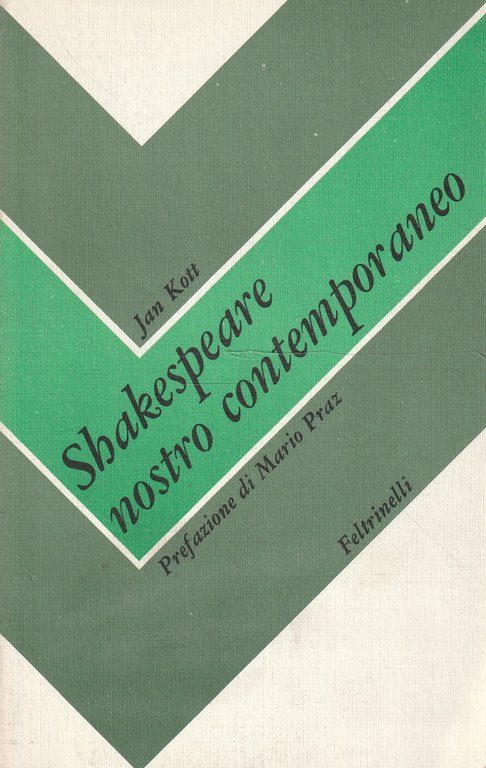 Jan Kott
Shakespeare
nostro contemporaneo
Prefazione di Mario Praz
Feltrinelli